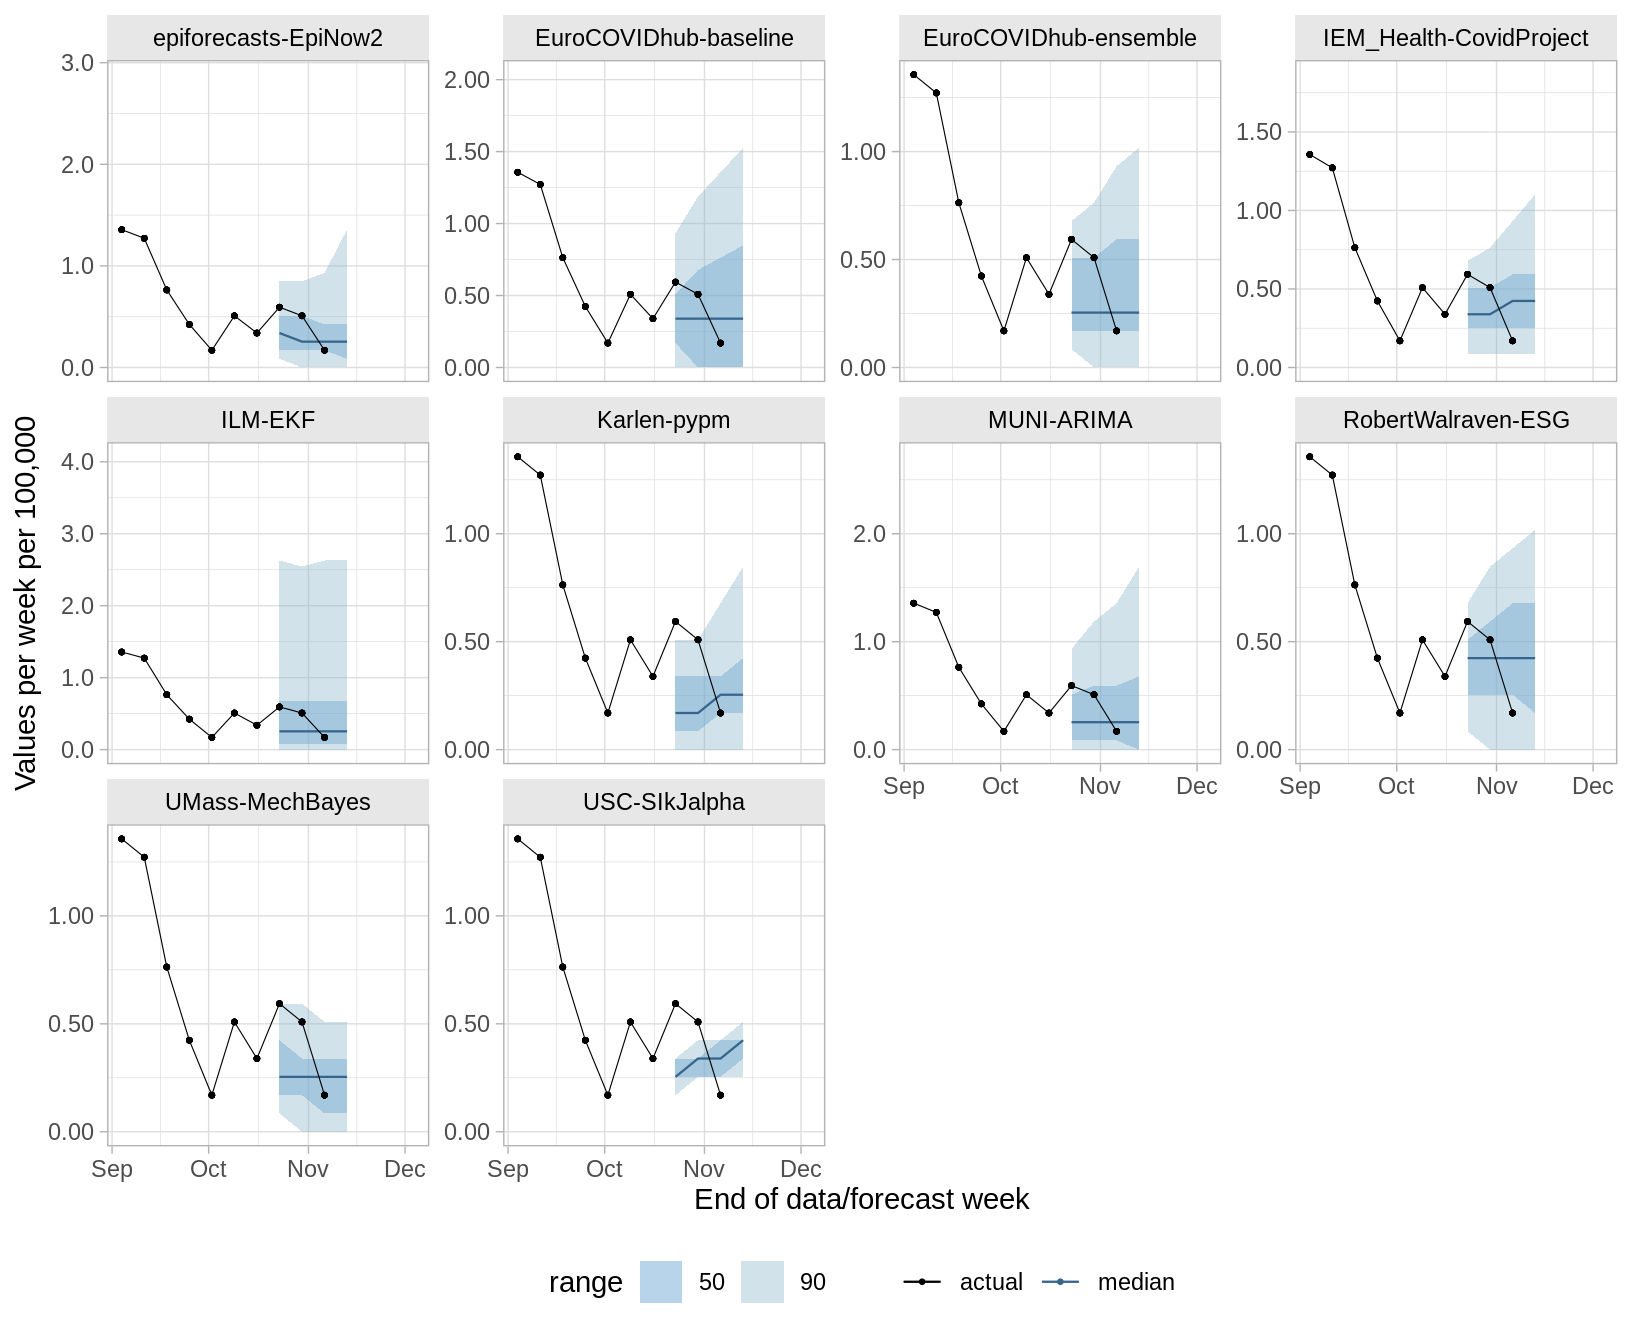 epiforecasts-EpiNow2
EuroCOVIDhub-baseline
EuroCOVIDhub-ensemble
IEM_Health-CovidProject
3.0
2.0
1.0
0.0
2.00
1.50
1.00
0.50
0.00
1.00
0.50
0.00
1.50
1.00
0.50
0.00
ILM-EKF
Karlen-pypm
MUNI-ARIMA
RobertWalraven-ESG
4.0
3.0
2.0
1.0
0.0
1.00
0.50
0.00
2.0
1.0
0.0
1.00
0.50
0.00
Sep Oct Nov Dec
Sep Oct Nov Dec
UMass-MechBayes
USC-SIkJalpha
1.00
0.50
0.00
1.00
0.50
0.00
Sep Oct Nov Dec
Sep Oct Nov Dec
Values per week per 100,000
End of data/forecast week
range 50 90 actual median